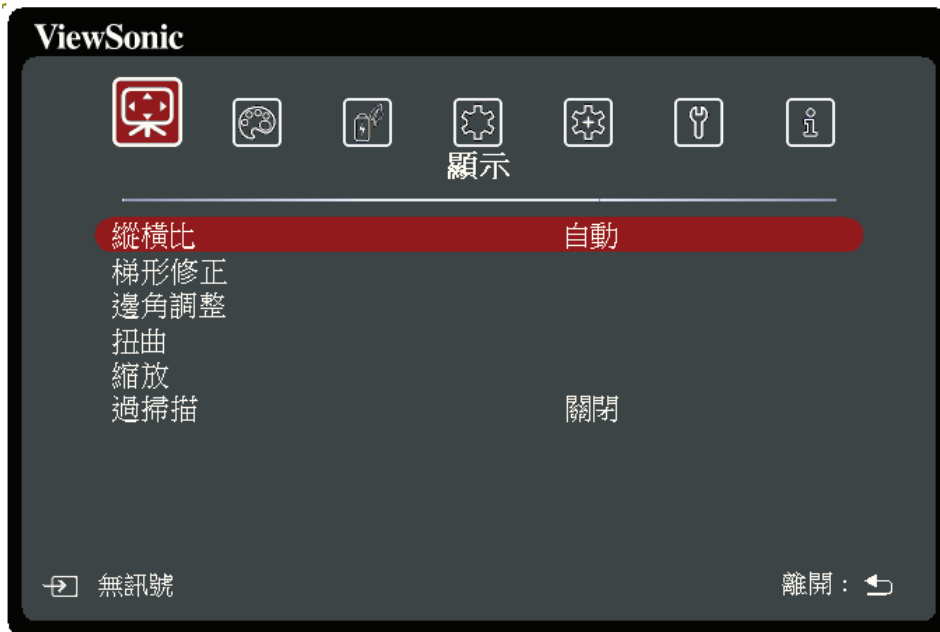 ViewSonic
顯示
縱橫比 自動
梯形修正
邊角調整
扭曲
縮放
過掃描 關閉
無訊號 離開：